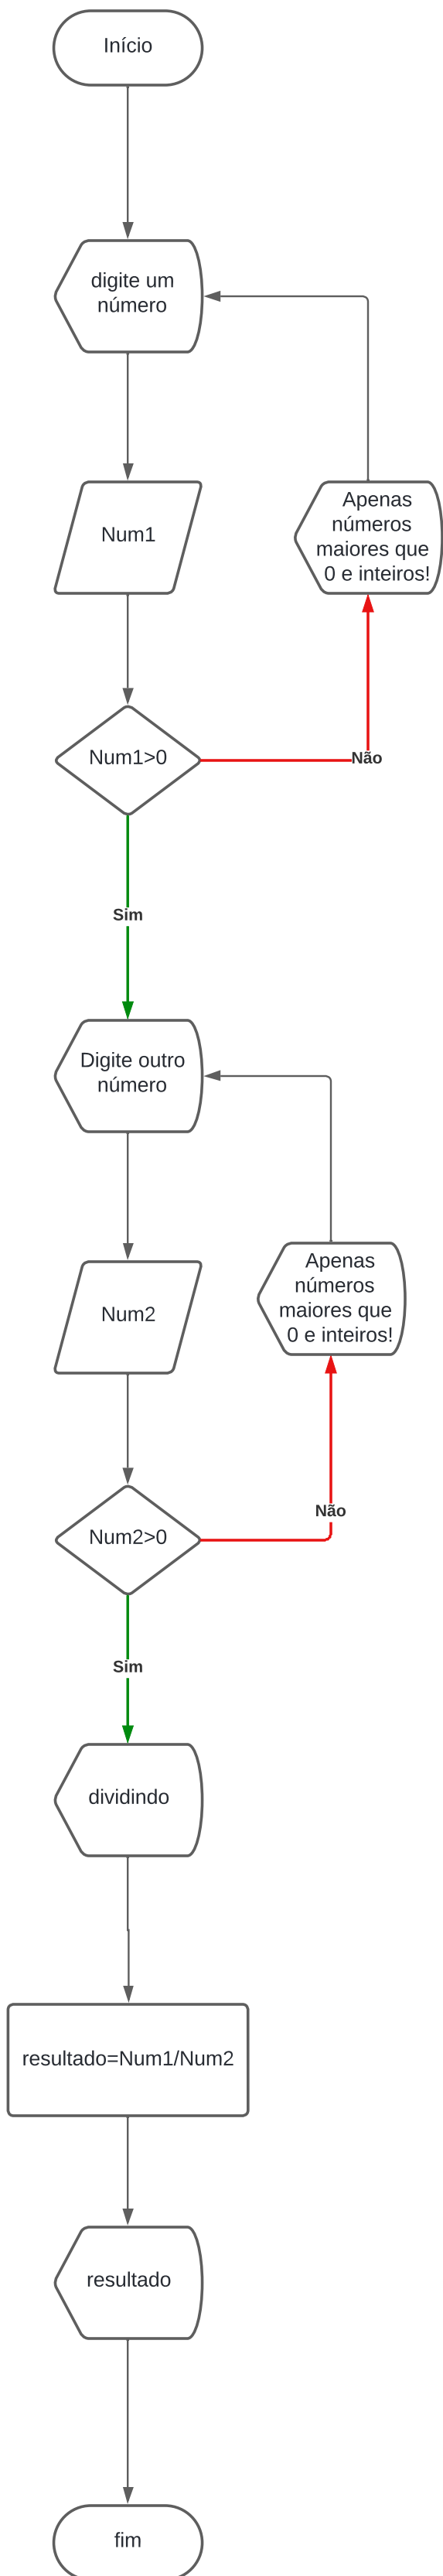 Início
digite um
número
Num1
Apenas
números
maiores que
0 e inteiros!
Num1>0
Não
Sim
Digite outro
número
Num2
Apenas
números
maiores que
0 e inteiros!
Num2>0
Não
Sim
dividindo
resultado=Num1/Num2
resultado
fim